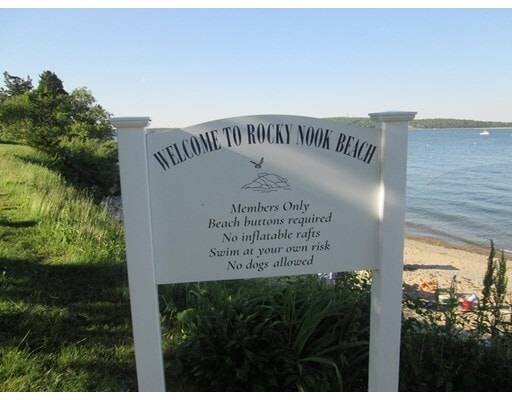 WELCOME TO ROCKY NOOK BEACH
Members Only
Beach buttons required
No inflatable rafts
Swim at your own risk
No dogs allowed